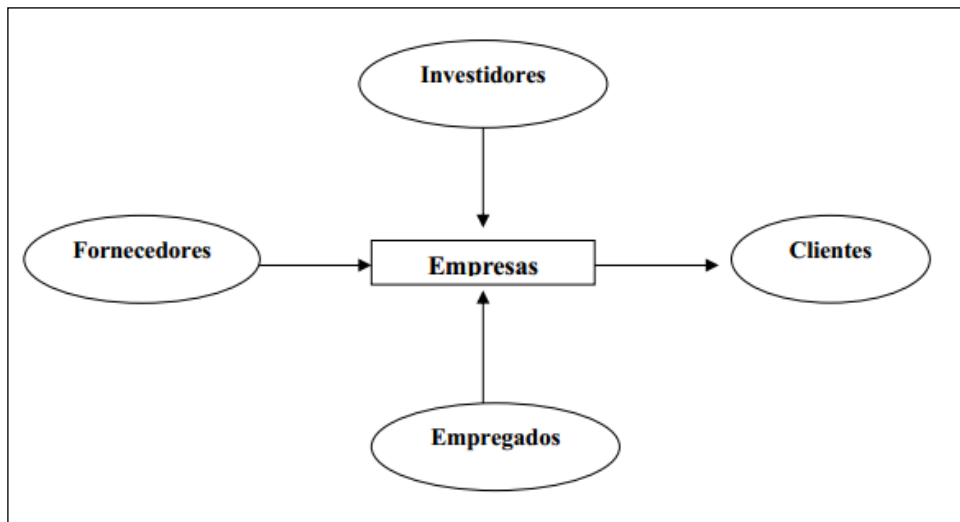 Investidores
Fornecedores
Empresas
Clientes
Empregados